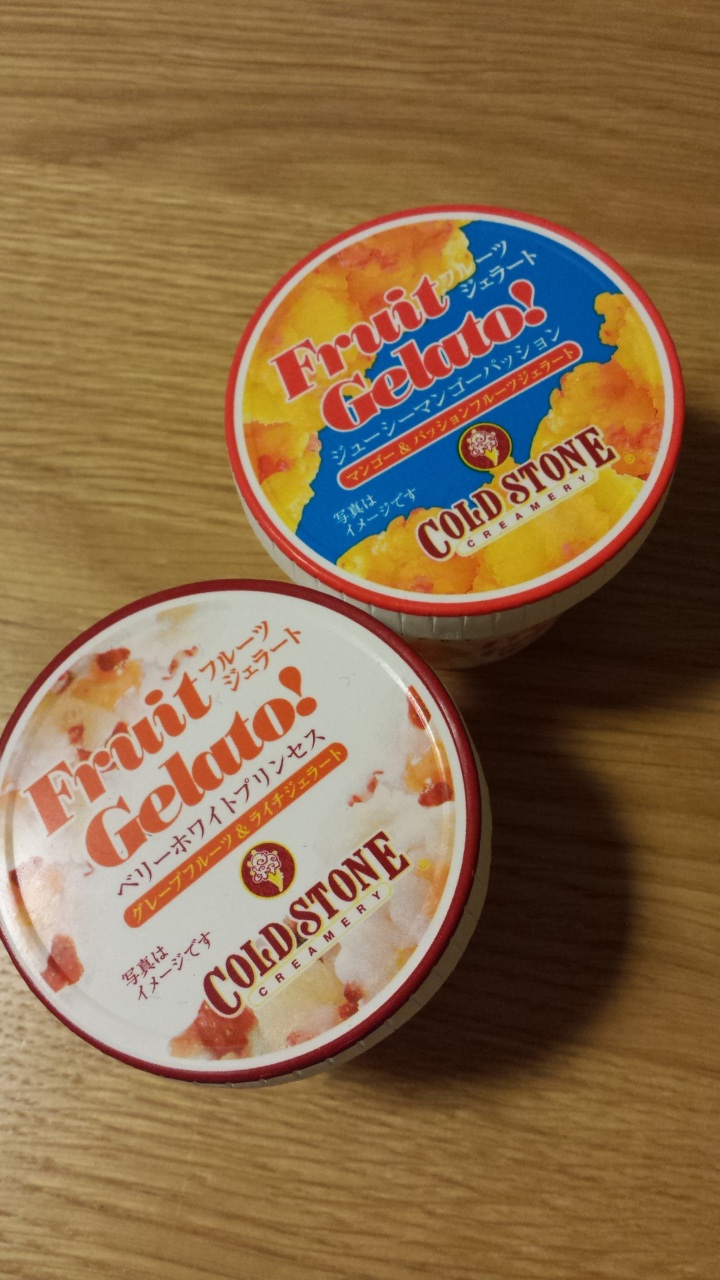 Fruit フルーツ
ジェラート
Gelato!
ジューシーマンゴーパッション
マンゴー & パッションフルーツジェラート
写真は
イメージです
COLD STONE
CREAMERY
®
Fruit フルーツ
ジェラート
Gelato!
ベリーホワイトプリンセス
グレープフルーツ & ライチジェラート
写真は
イメージです
COLD STONE
CREAMERY